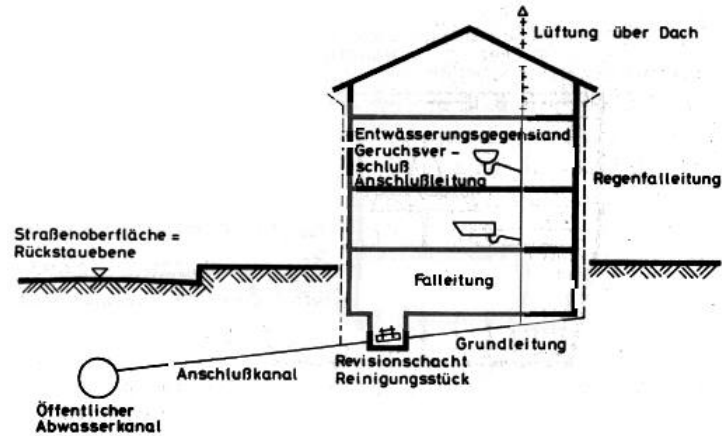 Lüftung über Dach
Entwässerungsgegenstand
Geruchsver-
schluß
Anschlußleitung
Regenfalleitung
Straßenoberfläche =
Rückstauebene
Falleitung
Grundleitung
Anschlußkanal
Revisionschacht
Reinigungsstück
Öffentlicher
Abwasserkanal